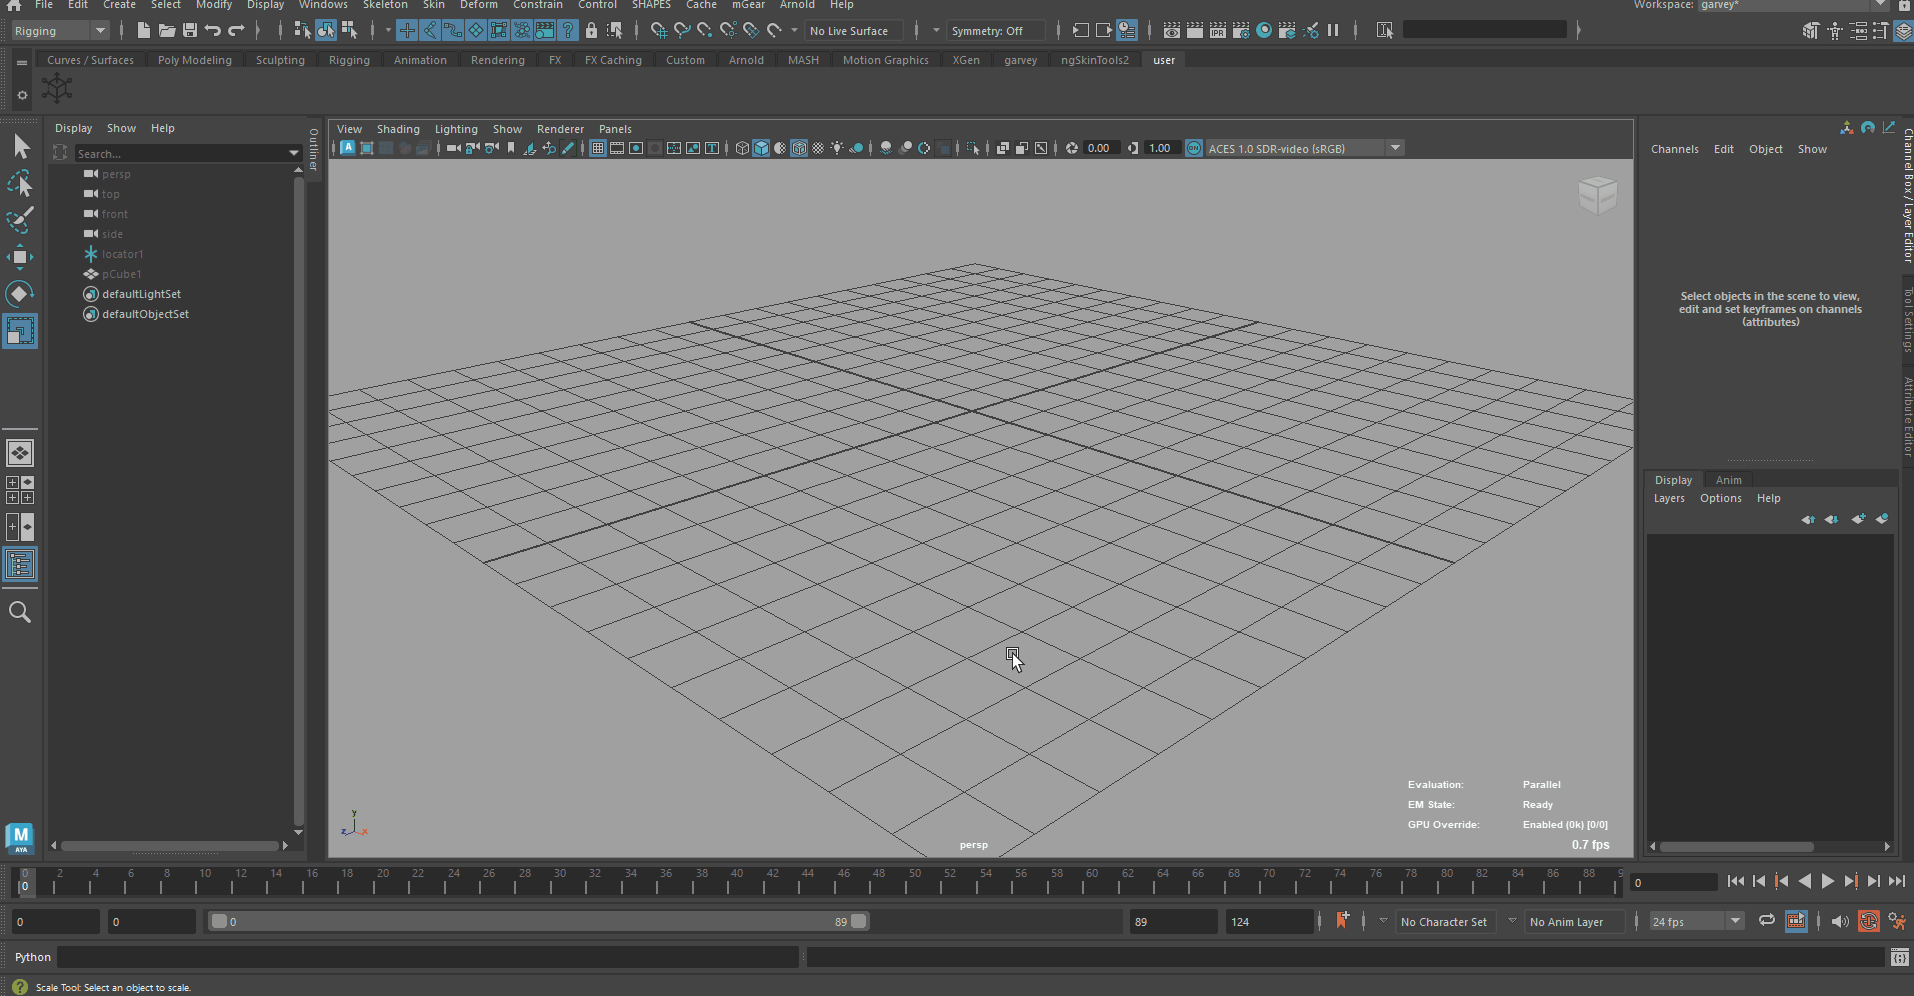 File Edit Create Select Modify Display Windows Skeleton Skin Deform Constrain Control SHAPES Cache mGear Arnold Help Workspace: garvey*
Rigging No Live Surface Symmetry: Off IPR
Curves / Surfaces Poly Modeling Sculpting Rigging Animation Rendering FX FX Caching Custom Arnold MASH Motion Graphics XGen garvey ngSkinTools2 user
Display Show Help
Outliner
Search...
persp
top
front
side
locator1
pCube1
defaultLightSet
defaultObjectSet
View Shading Lighting Show Renderer Panels
0.00 1.00 ON ACES 1.0 SDR-video (sRGB)
Evaluation: Parallel
EM State: Ready
GPU Override: Enabled (0k) [0/0]
0.7 fps
persp
y
z x
Channels Edit Object Show
Select objects in the scene to view,
edit and set keyframes on channels
(attributes)
Channel Box / Layer Editor
Tool Settings
Attribute Editor
Display Anim
Layers Options Help
M
AYA
0 2 4 6 8 10 12 14 16 18 20 22 24 26 28 30 32 34 36 38 40 42 44 46 48 50 52 54 56 58 60 62 64 66 68 70 72 74 76 78 80 82 84 86 88 9
0
0
0 0 0 89 89 124 No Character Set No Anim Layer 24 fps
Python
Scale Tool: Select an object to scale.